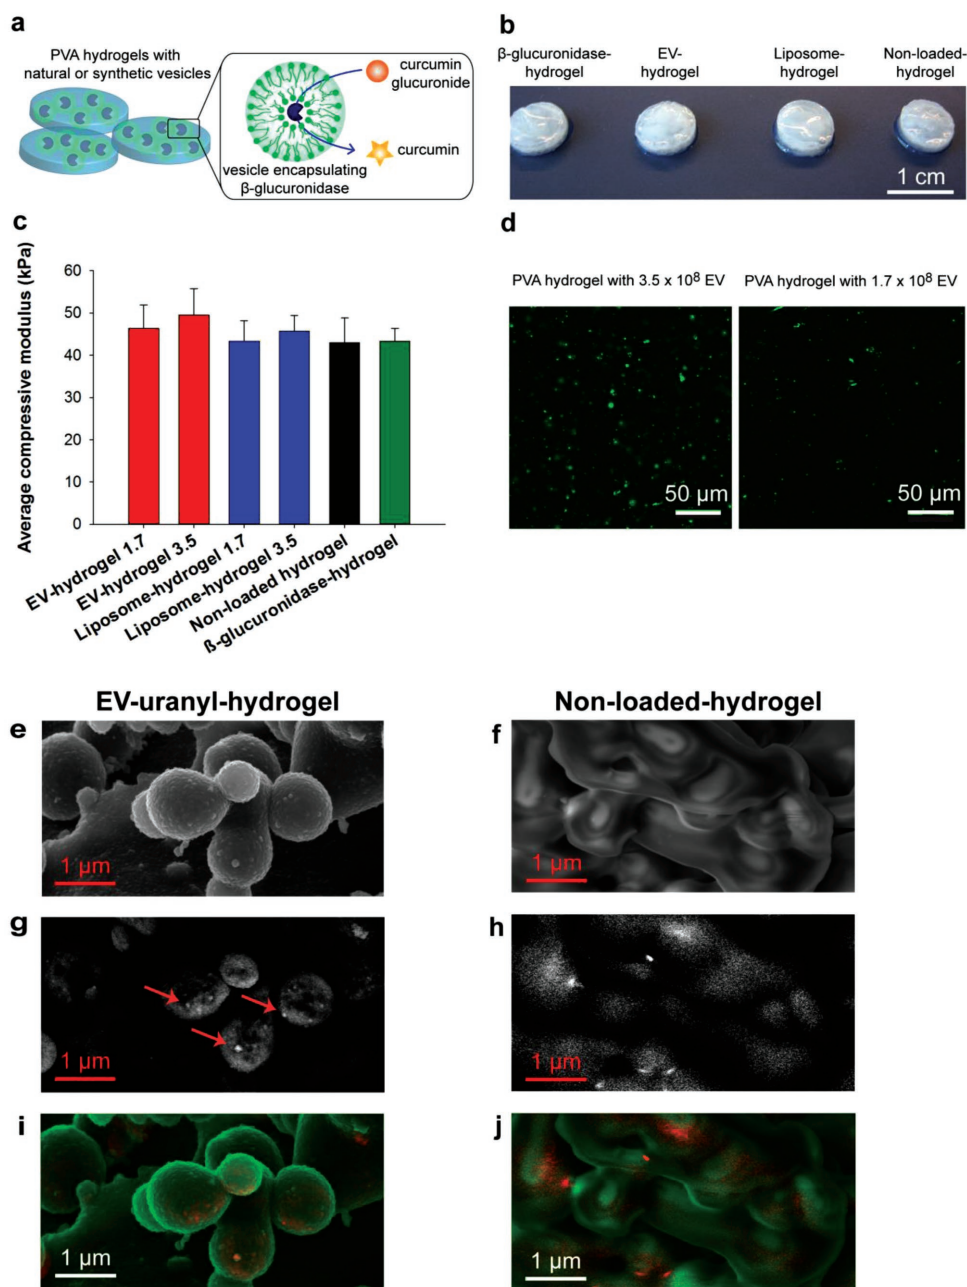 a
PVA hydrogels with
natural or synthetic vesicles
curcumin
glucuronide
curcumin
vesicle encapsulating
β-glucuronidase
b
β-glucuronidase-
hydrogel
EV-
hydrogel
Liposome-
hydrogel
Non-loaded-
hydrogel
1 cm
c
Average compressive modulus (kPa)
60
50
40
30
20
10
0
EV-hydrogel 1.7
EV-hydrogel 3.5
Liposome-hydrogel 1.7
Liposome-hydrogel 3.5
Non-loaded hydrogel
ß-glucuronidase-hydrogel
d
PVA hydrogel with 3.5 x 10⁸ EV
PVA hydrogel with 1.7 x 10⁸ EV
50 µm
50 µm
EV-uranyl-hydrogel
Non-loaded-hydrogel
e
1 µm
f
1 µm
g
1 µm
h
1 µm
i
1 µm
j
1 µm